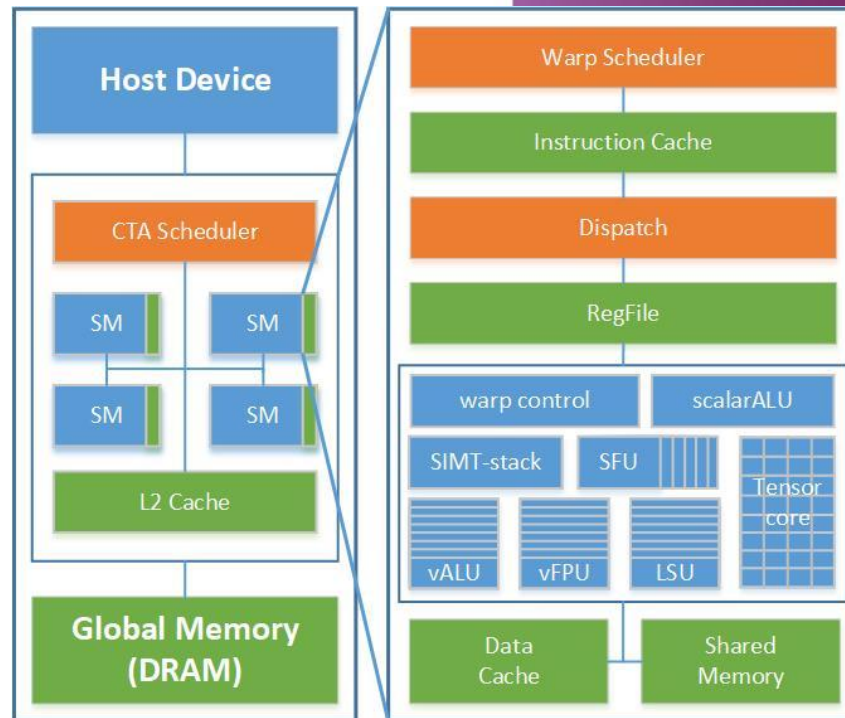 Host Device
CTA Scheduler
SM
SM
SM
SM
L2 Cache
Global Memory
(DRAM)
Warp Scheduler
Instruction Cache
Dispatch
RegFile
warp control
scalarALU
SIMT-stack
SFU
Tensor
core
vALU
vFPU
LSU
Data
Cache
Shared
Memory